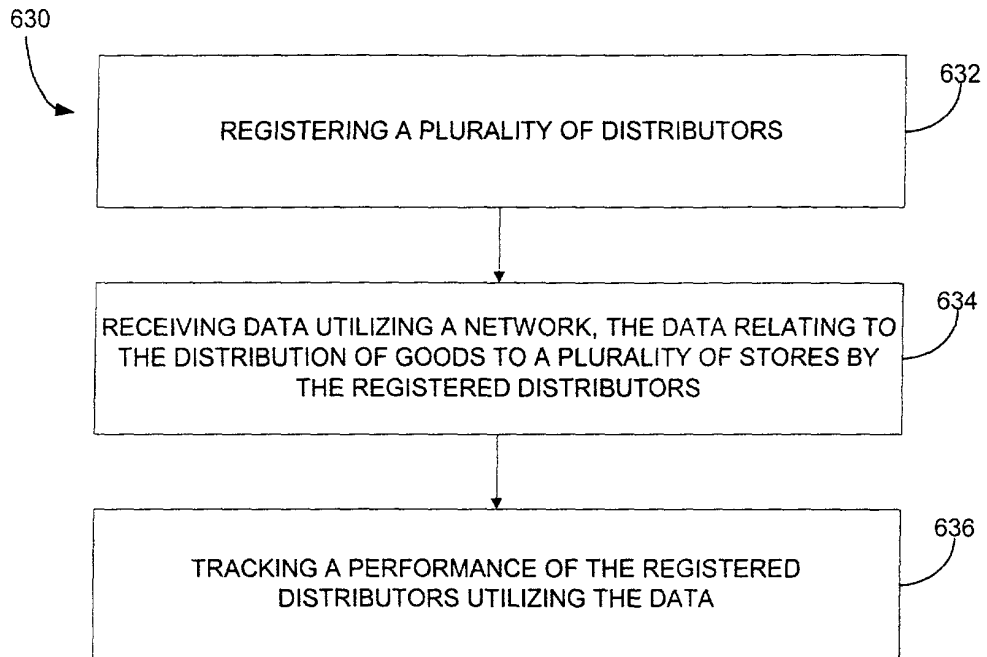 630
632
REGISTERING A PLURALITY OF DISTRIBUTORS
634
RECEIVING DATA UTILIZING A NETWORK, THE DATA RELATING TO
THE DISTRIBUTION OF GOODS TO A PLURALITY OF STORES BY
THE REGISTERED DISTRIBUTORS
636
TRACKING A PERFORMANCE OF THE REGISTERED
DISTRIBUTORS UTILIZING THE DATA